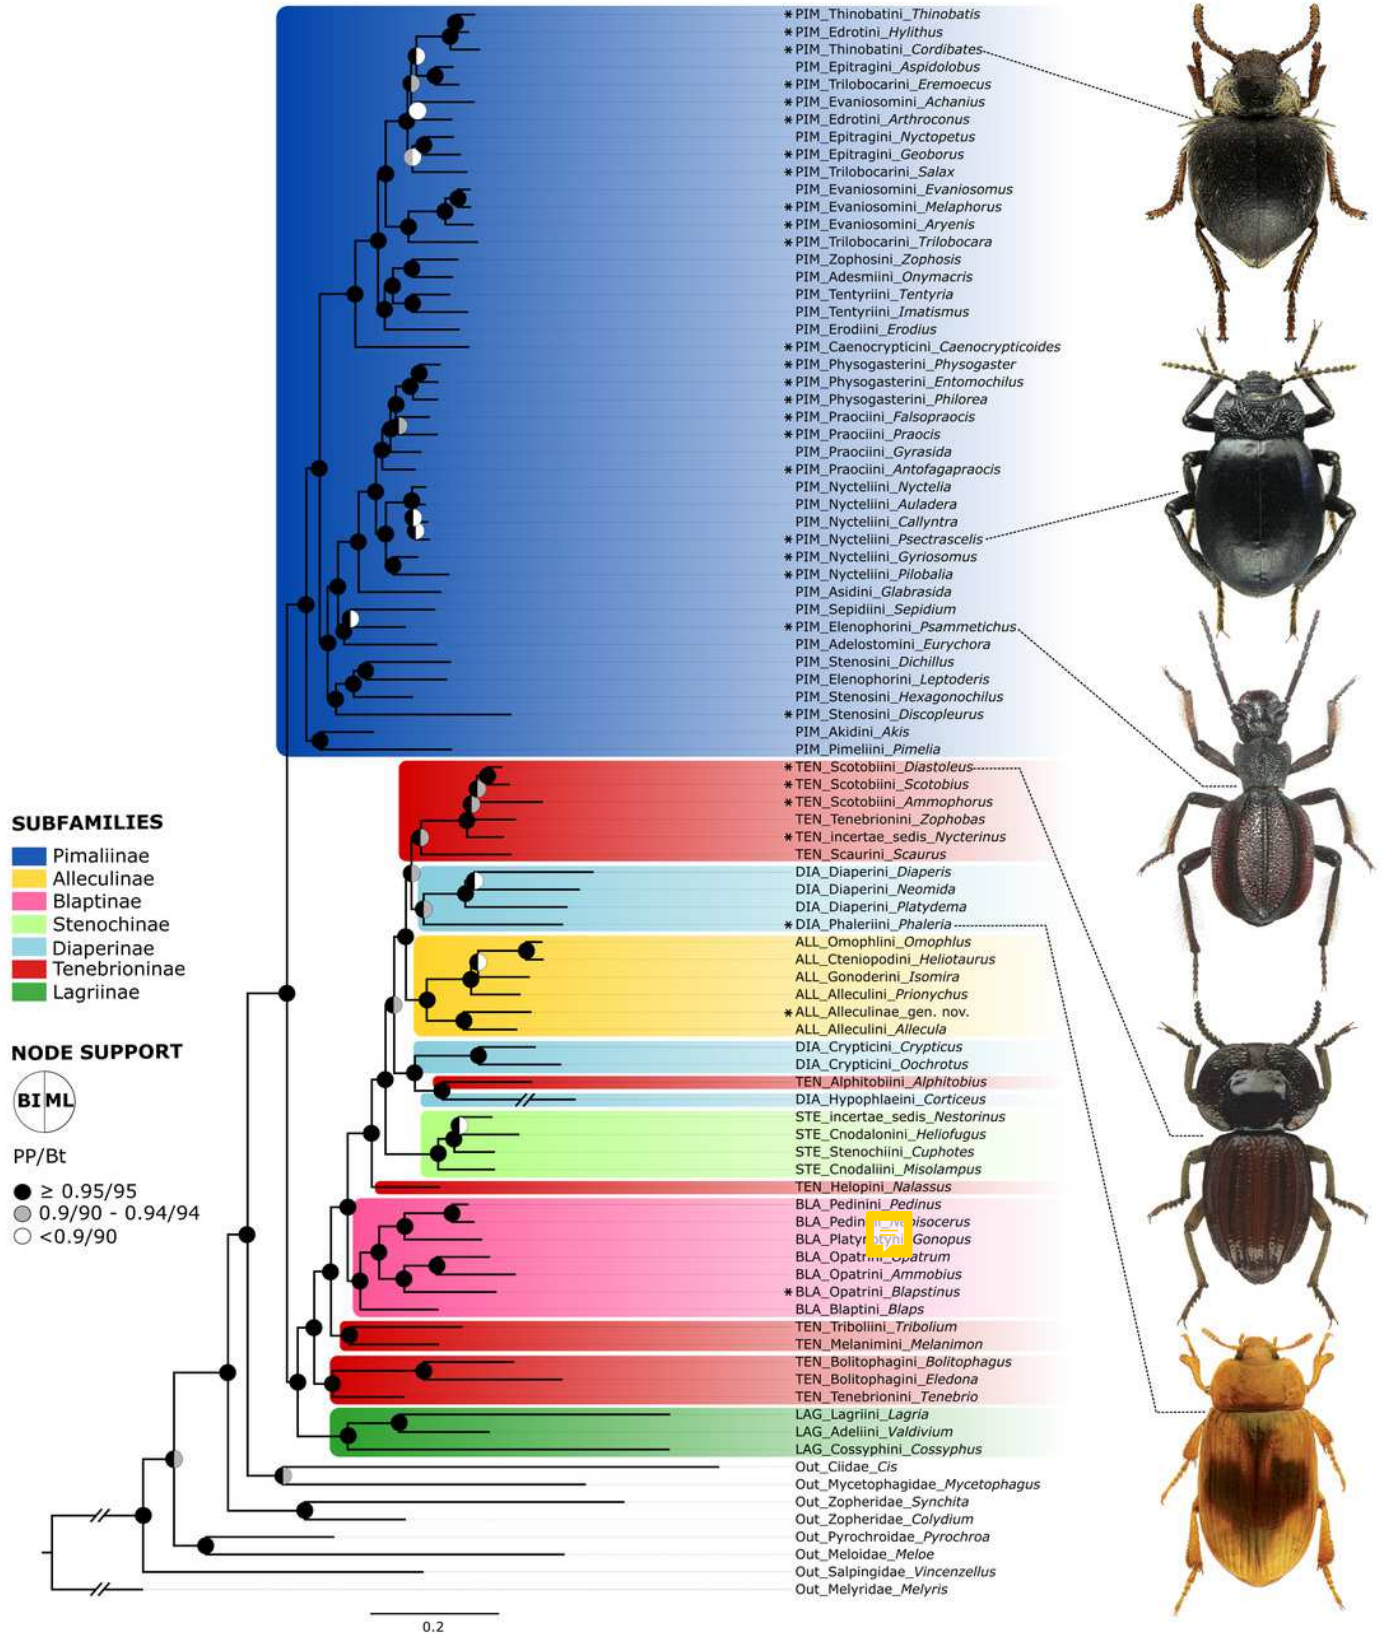 *PIM_Thinobatini_Thinobatis
*PIM_Edrotini_Hylithus
*PIM_Thinobatini_Cordibates
PIM_Epitragini_Aspidolobus
*PIM_Trilobocarini_Eremoecus
*PIM_Evaniosomini_Achanius
*PIM_Edrotini_Arthroconus
PIM_Epitragini_Nyctopetus
*PIM_Epitragini_Geoborus
*PIM_Trilobocarini_Salax
PIM_Evaniosomini_Evaniosomus
*PIM_Evaniosomini_Melaphorus
*PIM_Evaniosomini_Aryenis
*PIM_Trilobocarini_Trilobocara
PIM_Zophosini_Zophosis
PIM_Adesmiini_Onymacris
PIM_Tentyriini_Tentyria
PIM_Tentyriini_Imatismus
PIM_Erodiini_Erodius
*PIM_Caenocrypticini_Caenocrypticoides
*PIM_Physogasterini_Physogaster
*PIM_Physogasterini_Entomochilus
*PIM_Physogasterini_Philorea
*PIM_Praociini_Falsopraocis
*PIM_Praociini_Praocis
PIM_Praociini_Gyrasida
*PIM_Praociini_Antofagapraocis
PIM_Nycteliini_Nyctelia
PIM_Nycteliini_Auladera
PIM_Nycteliini_Callyntra
*PIM_Nycteliini_Psectrascelis
*PIM_Nycteliini_Gyriosomus
*PIM_Nycteliini_Pilobalia
PIM_Asidini_Glabrasida
PIM_Sepidiini_Sepidium
*PIM_Elenophorini_Psammetichus
PIM_Adelostomini_Eurychora
PIM_Stenosini_Dichillus
PIM_Elenophorini_Leptoderis
PIM_Stenosini_Hexagonochilus
*PIM_Stenosini_Discopleurus
PIM_Akidini_Akis
PIM_Pimeliini_Pimelia
*TEN_Scotobiini_Diastoleus
*TEN_Scotobiini_Scotobius
*TEN_Scotobiini_Ammophorus
TEN_Tenebrionini_Zophobas
*TEN_incertae_sedis_Nycterinus
TEN_Scaurini_Scaurus
DIA_Diaperini_Diaperis
DIA_Diaperini_Neomida
DIA_Diaperini_Platydema
*DIA_Phaleriini_Phaleria
ALL_Omophlini_Omophlus
ALL_Cteniopodini_Heliotaurus
ALL_Gonoderini_Isomira
ALL_Alleculini_Prionychus
*ALL_Alleculinae_gen. nov.
ALL_Alleculini_Allecula
DIA_Crypticini_Crypticus
DIA_Crypticini_Oochrotus
TEN_Alphitobiini_Alphitobius
DIA_Hypophlaeini_Corticeus
STE_incertae_sedis_Nestorinus
STE_Cnodalonini_Heliofugus
STE_Stenochiini_Cuphotes
STE_Cnodaliini_Misolampus
TEN_Helopini_Nalassus
BLA_Pedinini_Pedinus
BLA_Opatrini_Ammobius
*BLA_Opatrini_Blapstinus
BLA_Blaptini_Blaps
TEN_Triboliini_Tribolium
TEN_Melanimini_Melanimon
TEN_Bolitophagini_Bolitophagus
TEN_Bolitophagini_Eledona
TEN_Tenebrionini_Tenebrio
LAG_Lagriini_Lagria
LAG_Adeliini_Valdivium
LAG_Cossyphini_Cossyphus
Out_Ciidae_Cis
Out_Mycetophagidae_Mycetophagus
Out_Zopheridae_Synchita
Out_Zopheridae_Colydium
Out_Pyrochroidae_Pyrochroa
Out_Meloidae_Meloe
Out_Salpingidae_Vincenzellus
Out_Melyridae_Melyris
SUBFAMILIES
Pimaliinae
Alleculinae
Blaptinae
Stenochinae
Diaperinae
Tenebrioninae
Lagriinae
NODE SUPPORT
BI ML
PP/Bt
≥ 0.95/95
0.9/90 - 0.94/94
<0.9/90
0.2